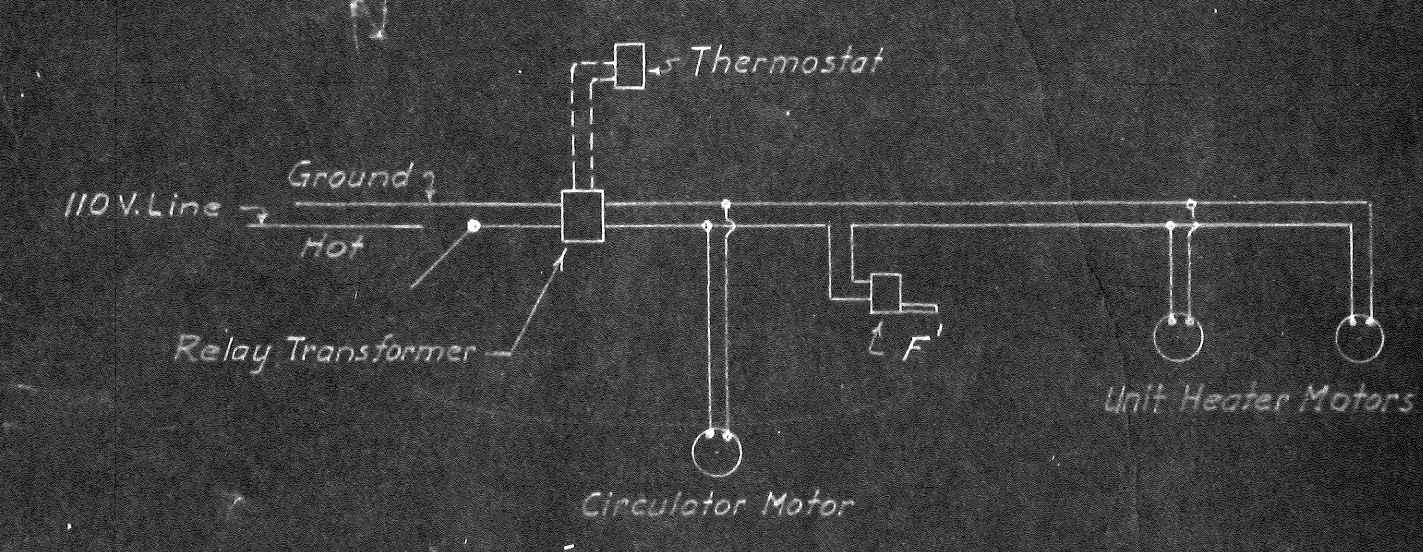 Thermostat
Ground
110 V. Line
Hot
Relay Transformer
F'
Unit Heater Motors
Circulator Motor